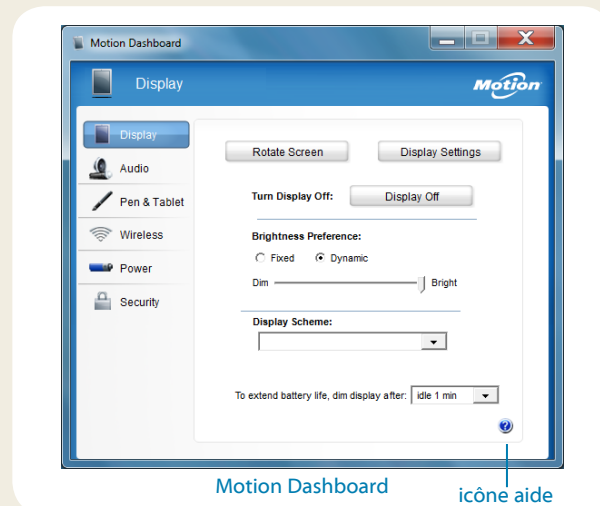 Motion Dashboard
Display
Motion
Display
Audio
Pen & Tablet
Wireless
Power
Security
Rotate Screen Display Settings
Turn Display Off: Display Off
Brightness Preference:
Fixed Dynamic
Dim Bright
Display Scheme:
To extend battery life, dim display after: idle 1 min
?
Motion Dashboard
icône aide